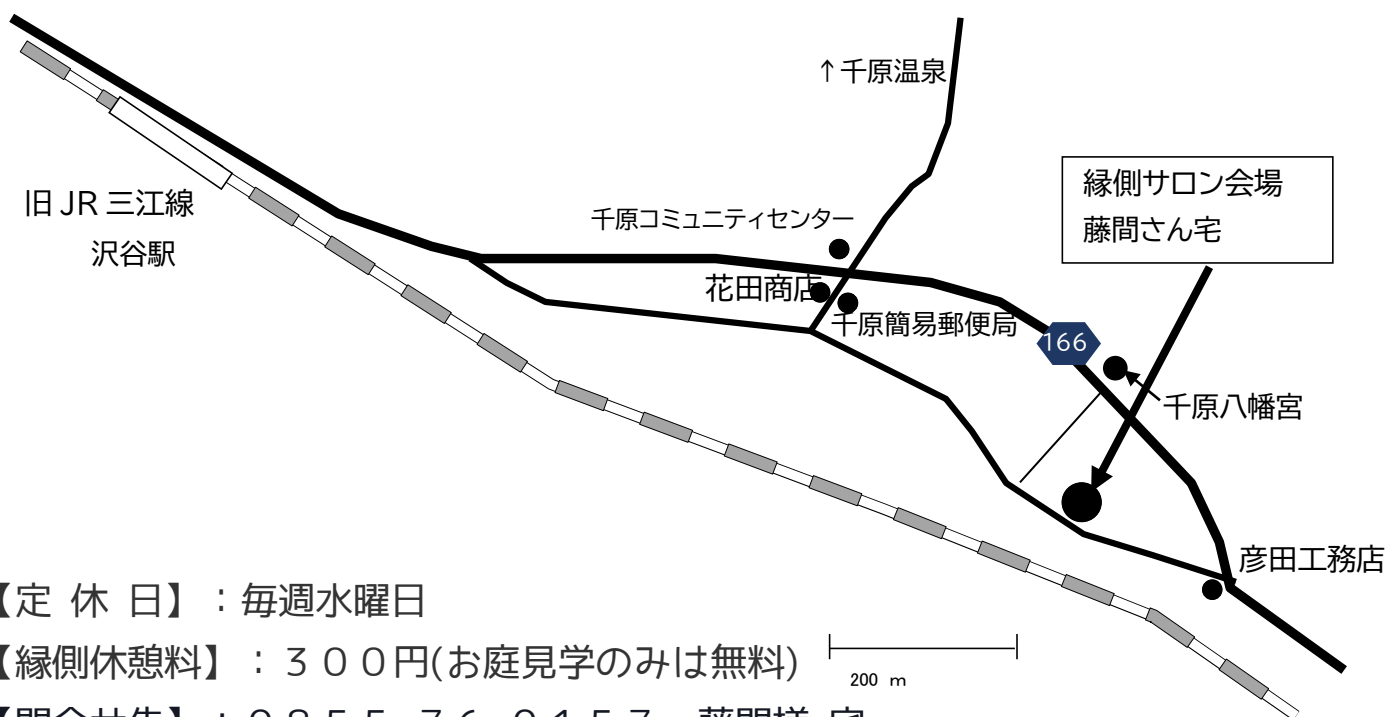 ↑千原温泉
縁側サロン会場
藤間さん宅
旧 JR 三江線
沢谷駅
千原コミュニティセンター
花田商店
千原簡易郵便局
166
千原八幡宮
彦田工務店
【定 休 日】：毎週水曜日
【縁側休憩料】：３００円(お庭見学のみは無料)
200 m